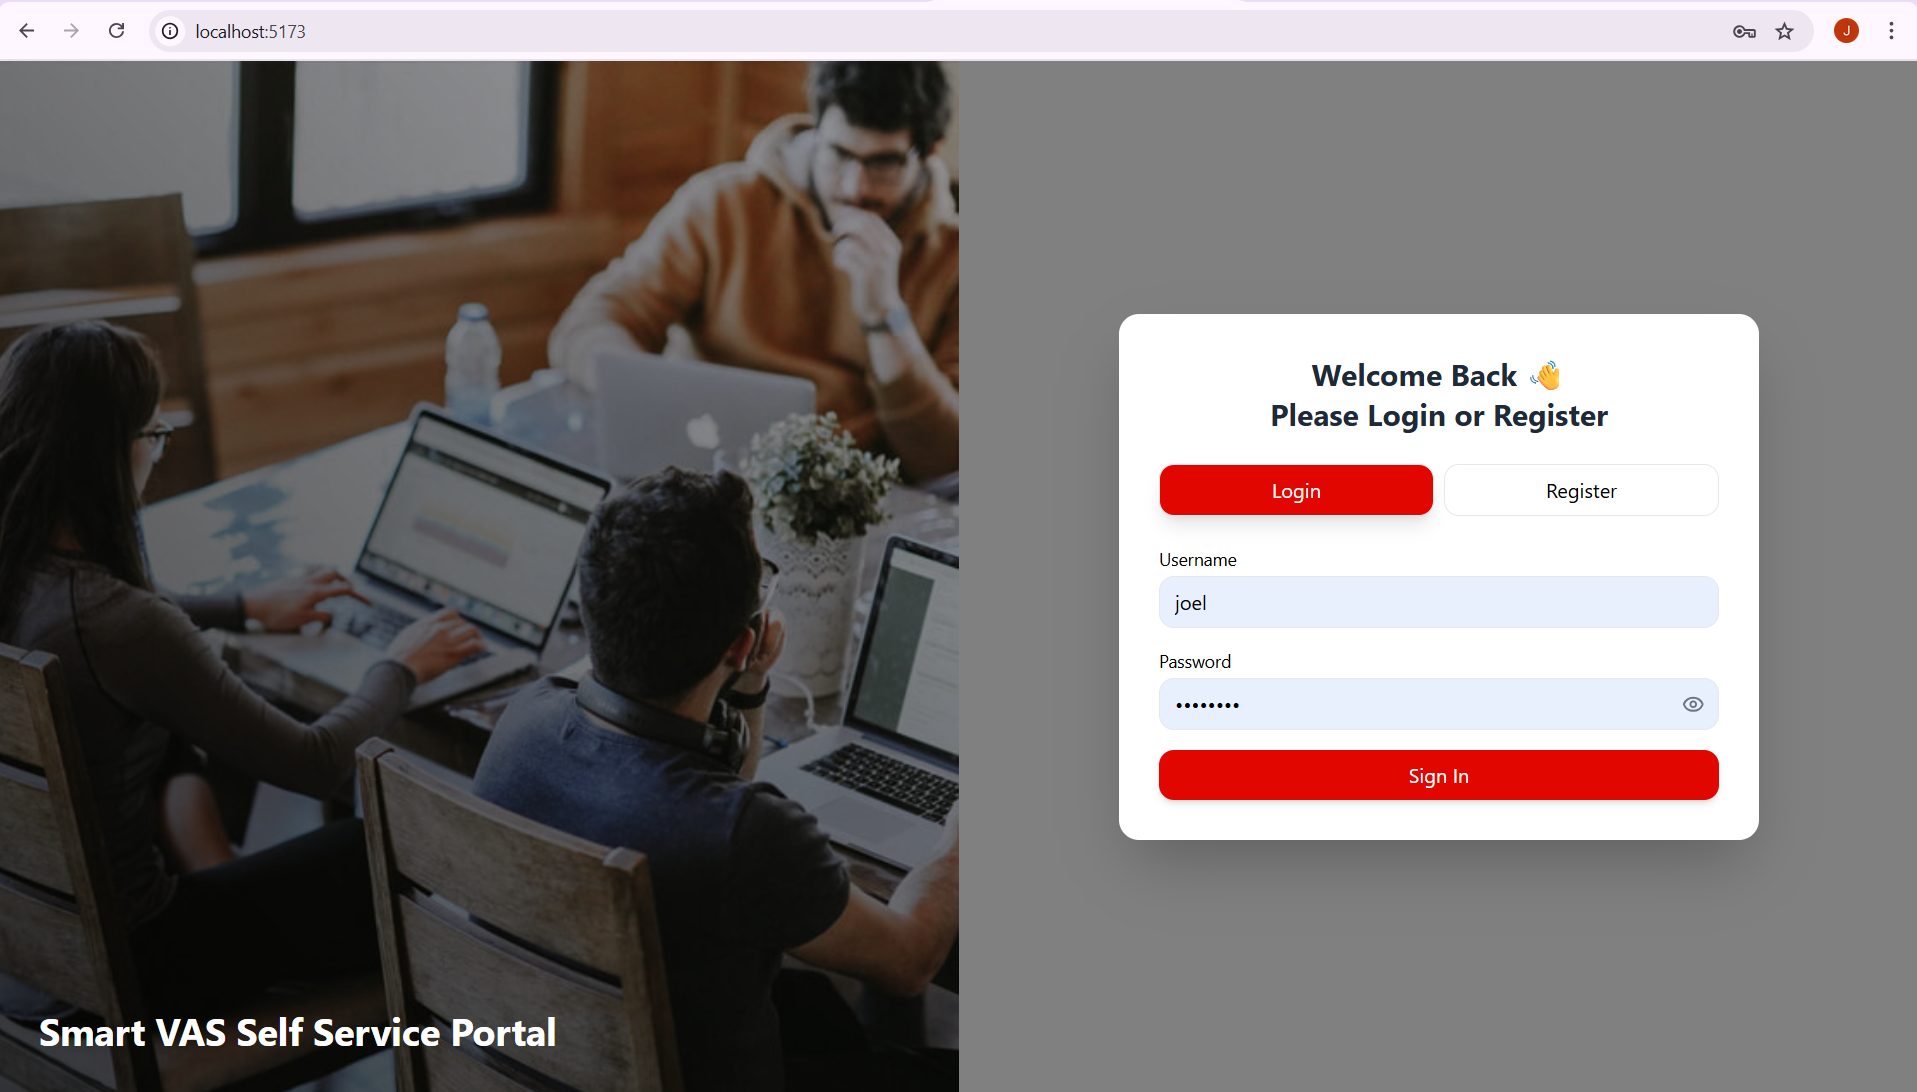 localhost:5173
J
Welcome Back 👋
Please Login or Register
Login
Register
Username
joel
Password
••••••••
Sign In
Smart VAS Self Service Portal